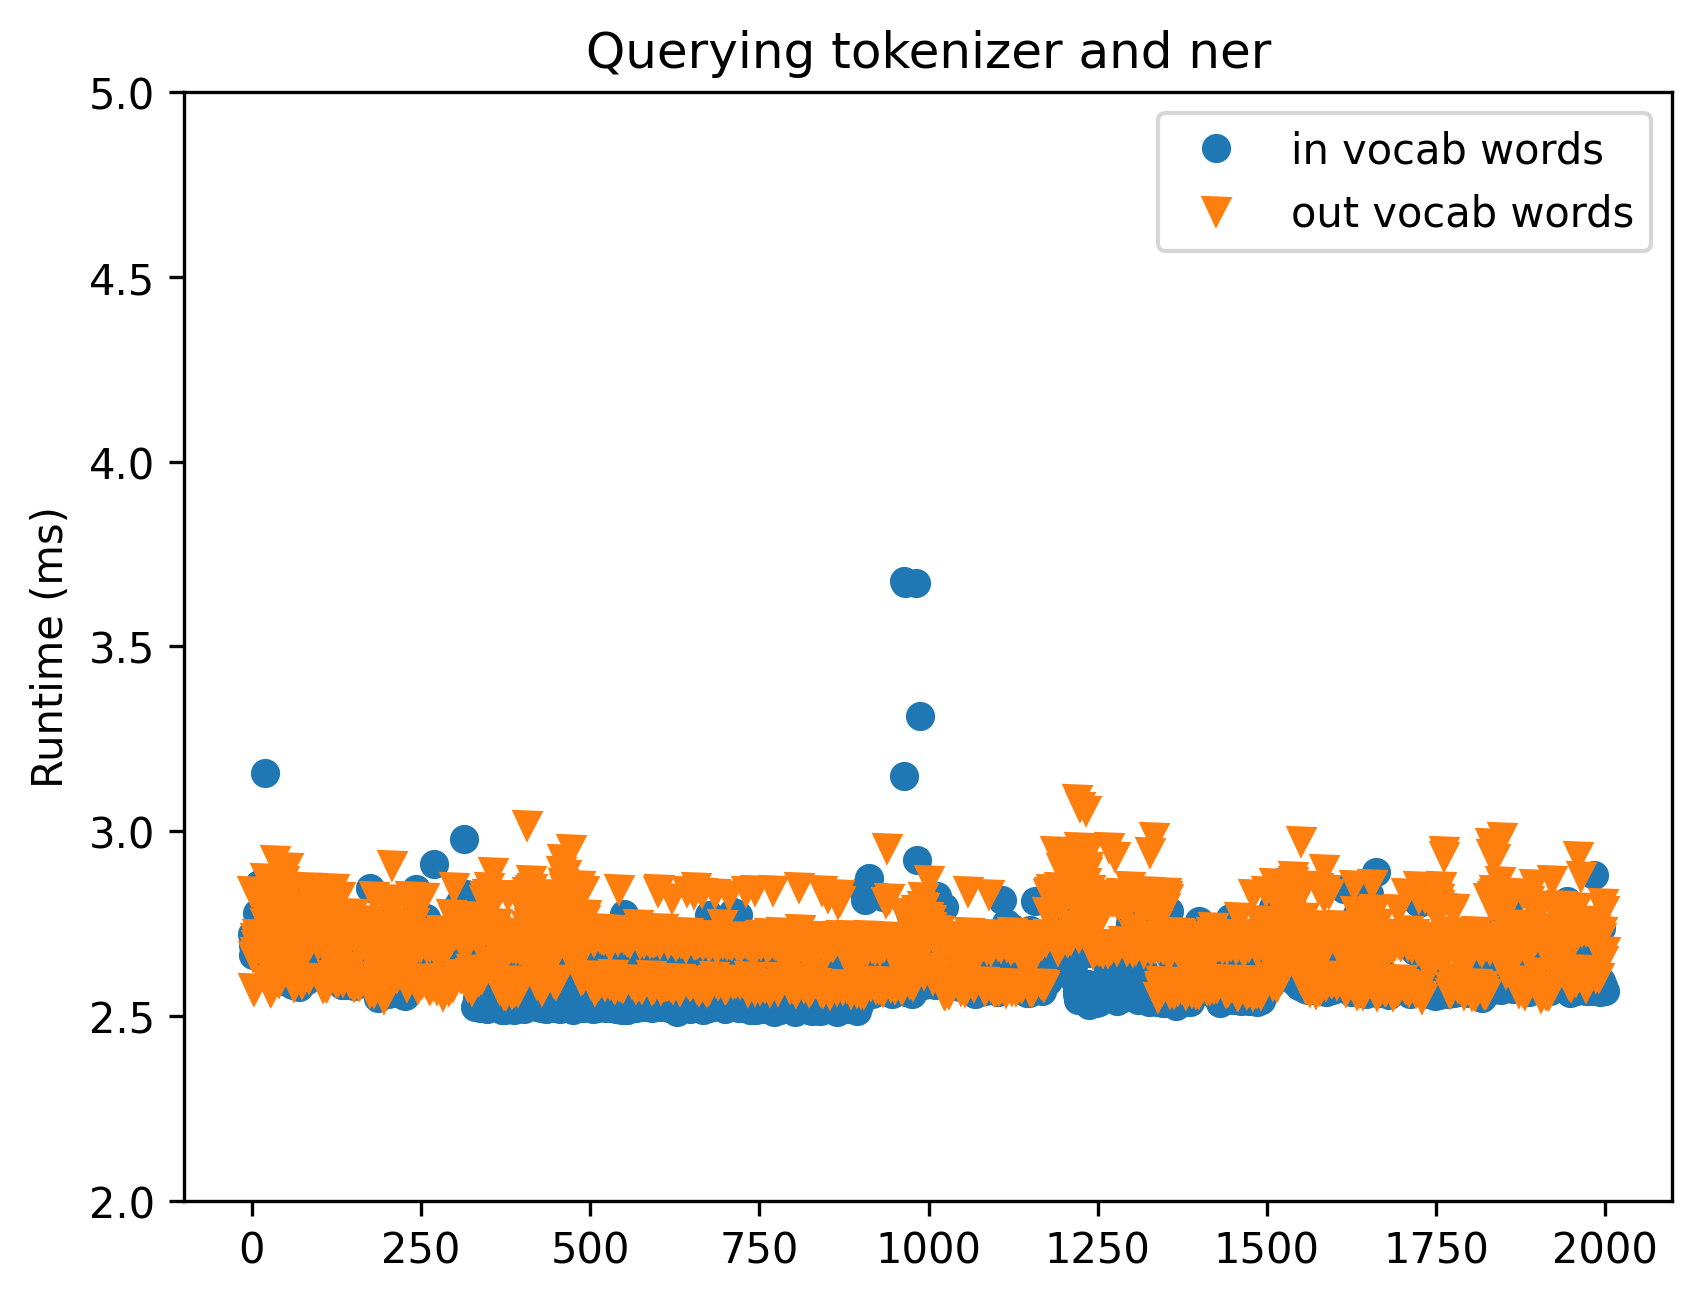 Querying tokenizer and ner
5.0
in vocab words
out vocab words
4.5
4.0
3.5
Runtime (ms)
3.0
2.5
2.0
0 250 500 750 1000 1250 1500 1750 2000